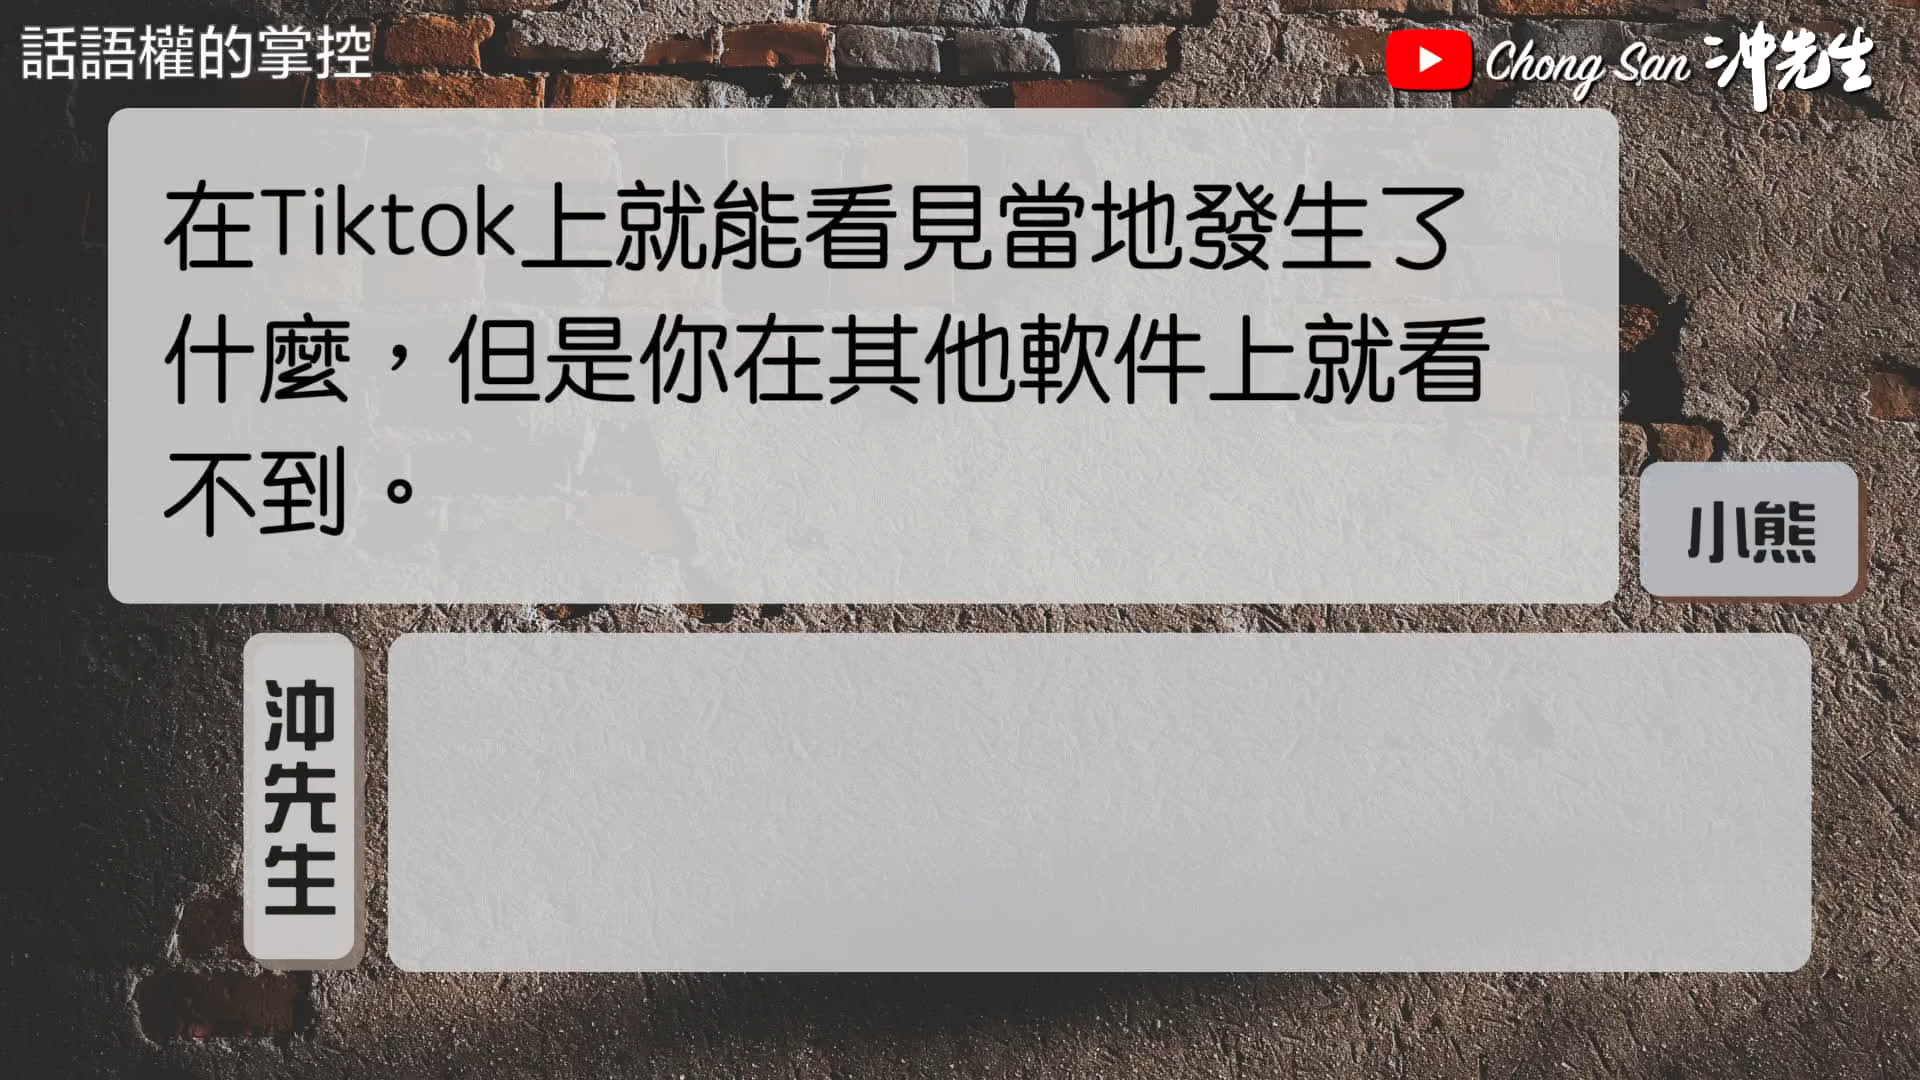 話語權的掌控
Chong San 沖先生
在Tiktok上就能看見當地發生了
什麼，但是你在其他軟件上就看
不到。
小熊
沖先生